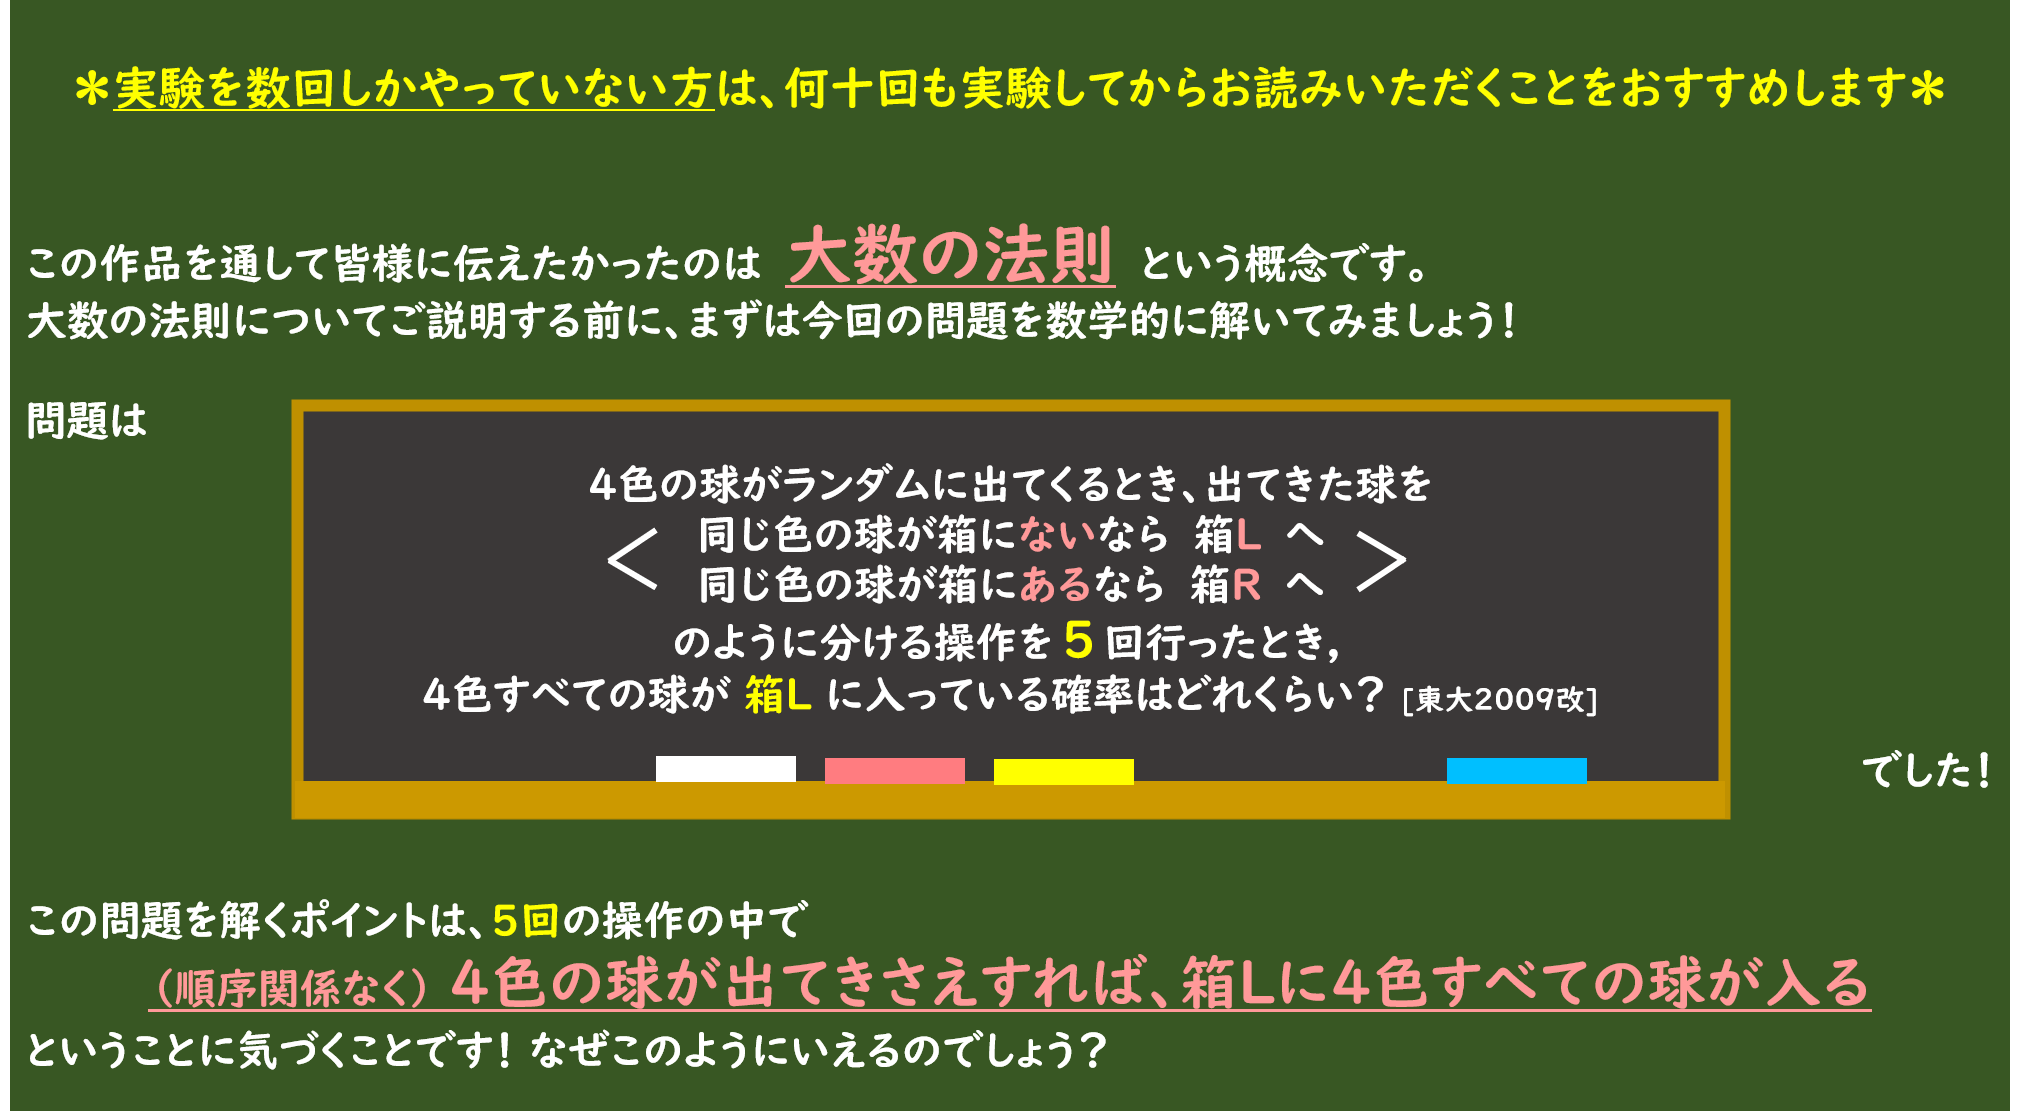 ＊実験を数回しかやっていない方は、何十回も実験してからお読みいただくことをおすすめします＊
この作品を通して皆様に伝えたかったのは 大数の法則 という概念です。
大数の法則についてご説明する前に、まずは今回の問題を数学的に解いてみましょう！
問題は
4色の球がランダムに出てくるとき、出てきた球を
同じ色の球が箱にないなら 箱L へ
同じ色の球が箱にあるなら 箱R へ
のように分ける操作を 5 回行ったとき，
4色すべての球が 箱L に入っている確率はどれくらい？ [東大2009改]
でした！
この問題を解くポイントは、5回の操作の中で
（順序関係なく）4色の球が出てきさえすれば、箱Lに4色すべての球が入る
ということに気づくことです！ なぜこのようにいえるのでしょう？